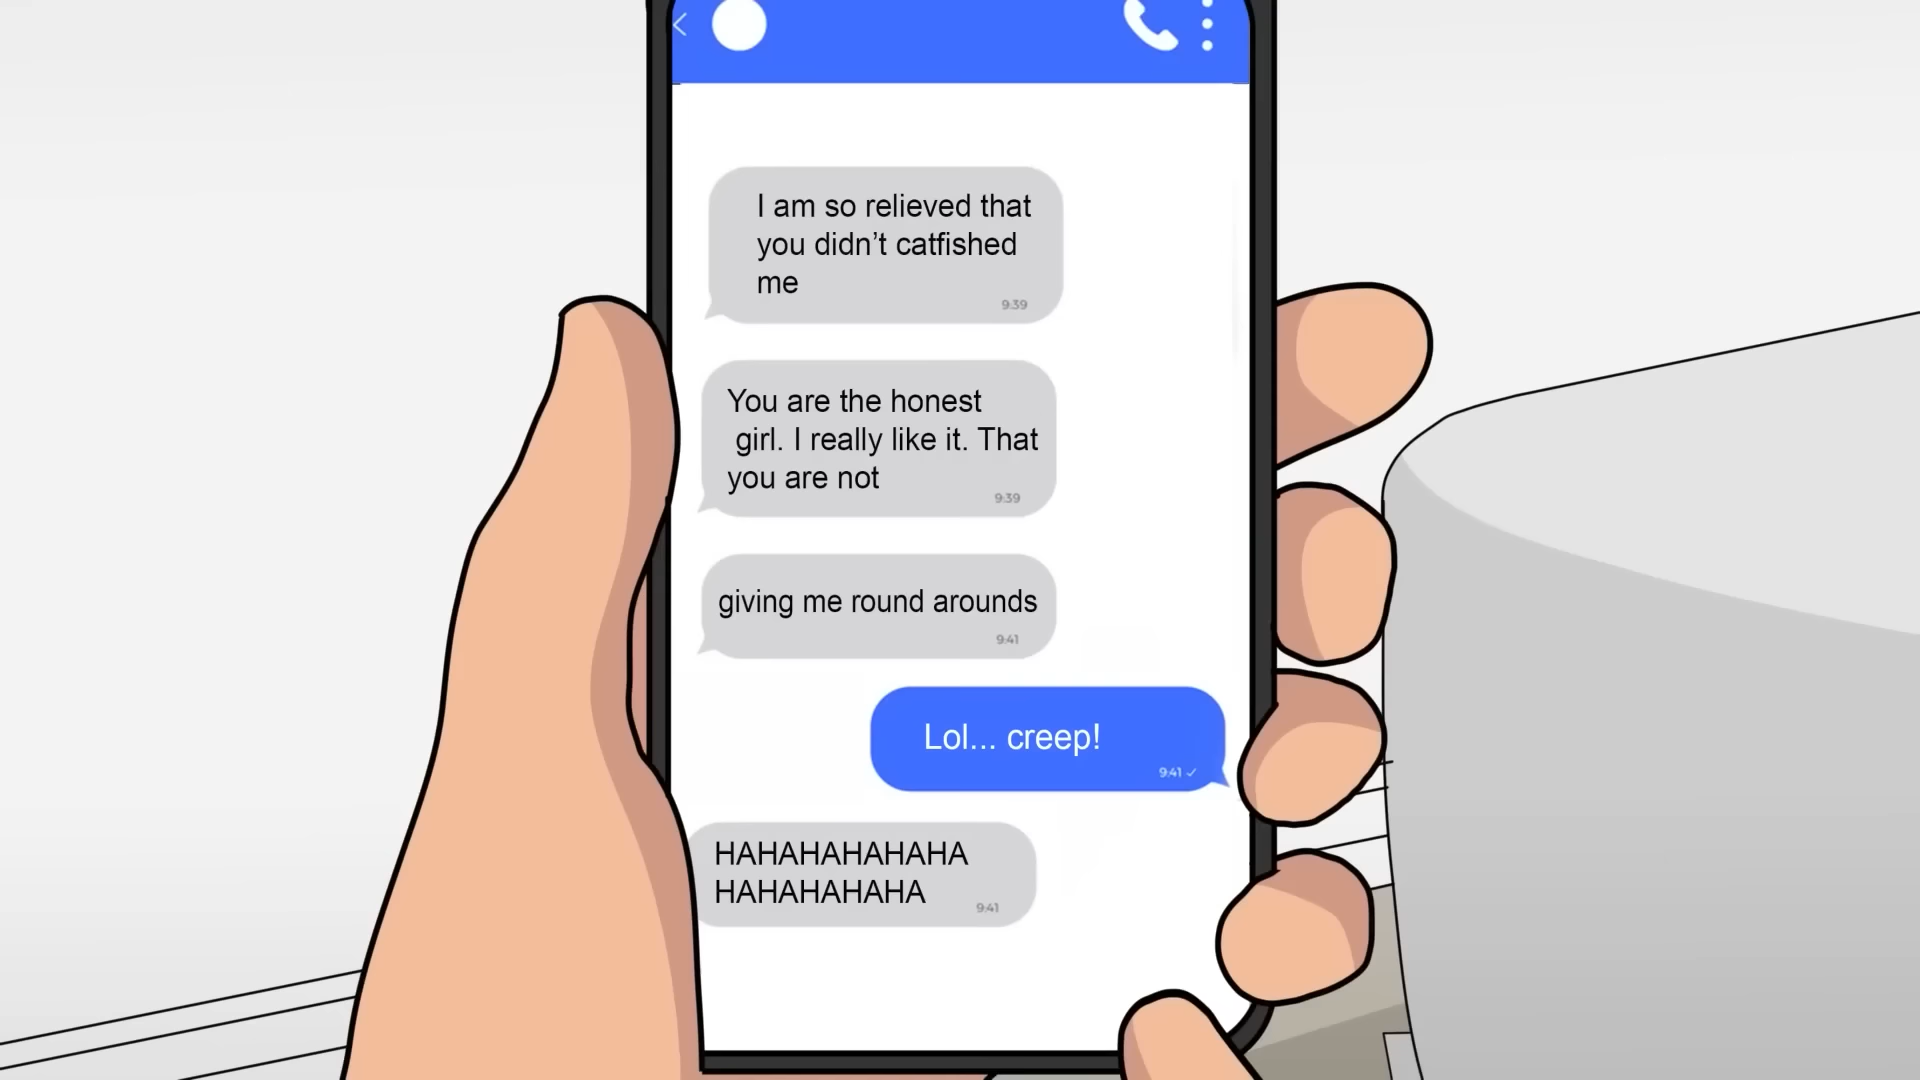 I am so relieved that
you didn’t catfished
me
9:39
You are the honest
girl. I really like it. That
you are not
9:39
giving me round arounds
9:41
Lol... creep!
9:41 ✓
HAHAHAHAHAHA
HAHAHAHAHA
9:41